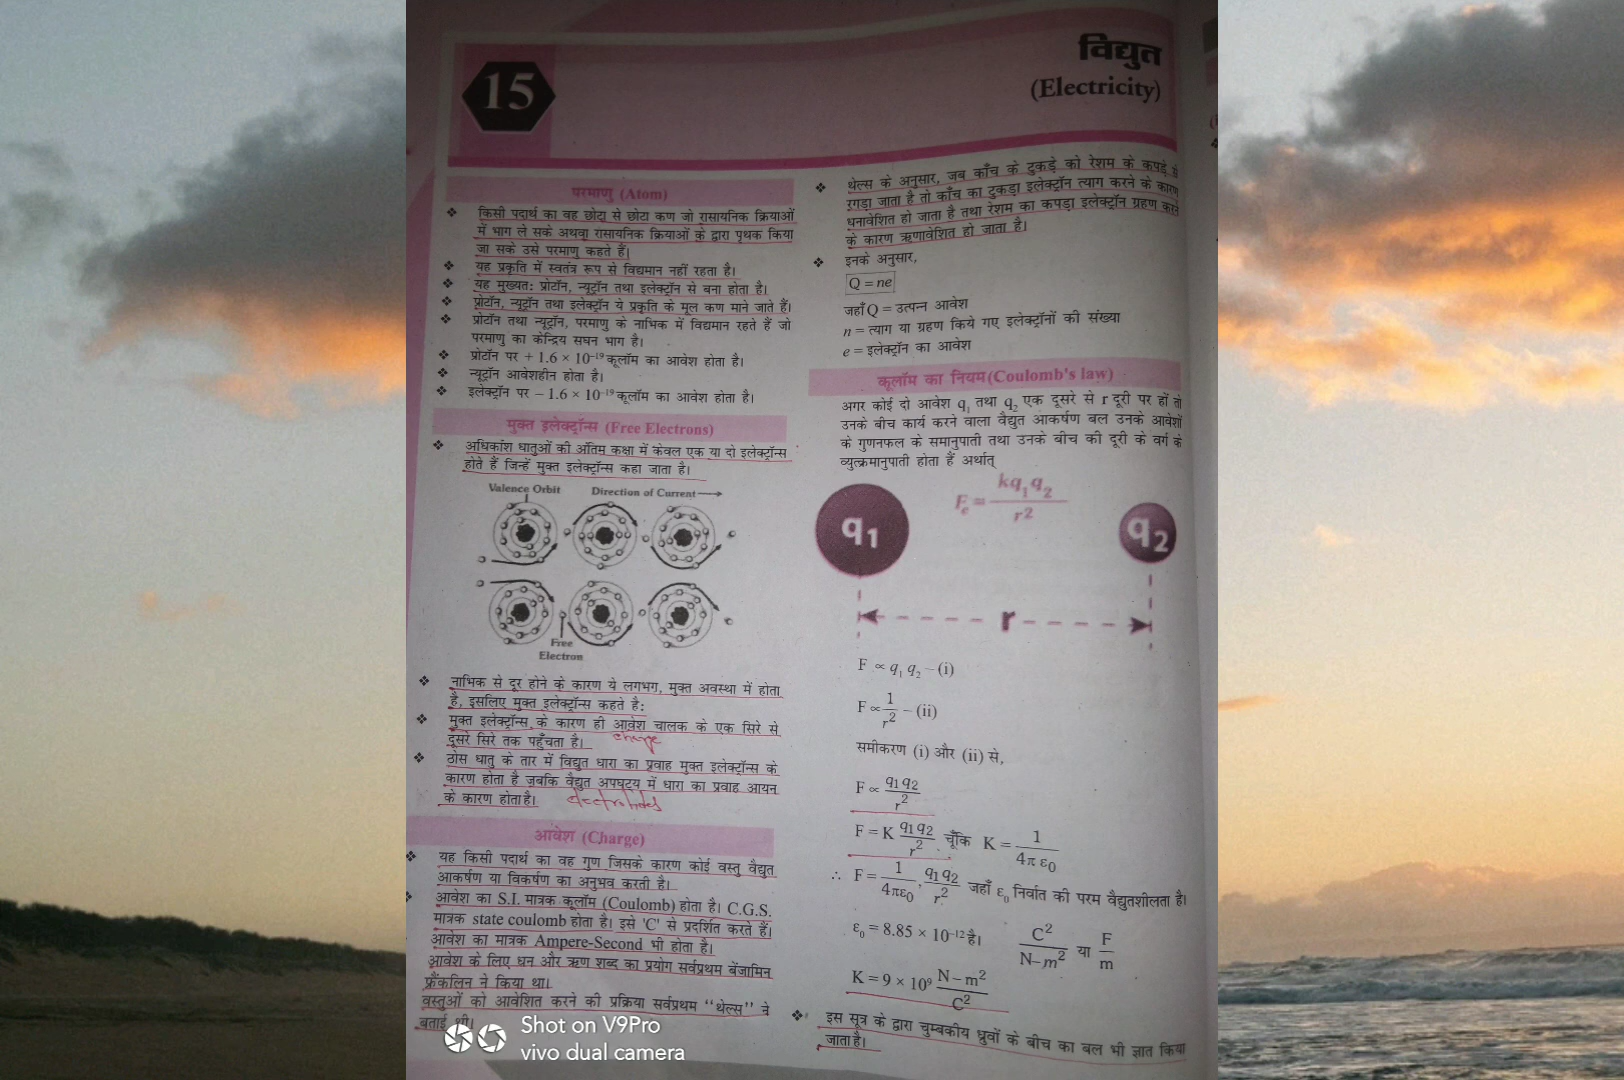 15
विद्युत
(Electricity)
परमाणु (Atom)
❖ किसी पदार्थ का वह छोटा से छोटा कण जो रासायनिक क्रियाओं
में भाग ले सके अथवा रासायनिक क्रियाओं के द्वारा पृथक किया
जा सके उसे परमाणु कहते हैं।
❖ यह प्रकृति में स्वतंत्र रूप से विद्यमान नहीं रहता है।
❖ यह मुख्यत: प्रोटॉन, न्यूट्रॉन तथा इलेक्ट्रॉन से बना होता है।
❖ प्रोटॉन, न्यूट्रॉन तथा इलेक्ट्रॉन ये प्रकृति के मूल कण माने जाते हैं।
❖ प्रोटॉन तथा न्यूट्रॉन, परमाणु के नाभिक में विद्यमान रहते हैं जो
परमाणु का केन्द्रिय सघन भाग है।
❖ प्रोटॉन पर + 1.6 × 10⁻¹⁹ कूलॉम का आवेश होता है।
❖ न्यूट्रॉन आवेशहीन होता है।
❖ इलेक्ट्रॉन पर – 1.6 × 10⁻¹⁹ कूलॉम का आवेश होता है।
मुक्त इलेक्ट्रॉन्स (Free Electrons)
❖ अधिकांश धातुओं की अंतिम कक्षा में केवल एक या दो इलेक्ट्रॉन्स
होते हैं जिन्हें मुक्त इलेक्ट्रॉन्स कहा जाता है।
Valence Orbit
Direction of Current
Free
Electron
❖ नाभिक से दूर होने के कारण ये लगभग, मुक्त अवस्था में होता
है, इसलिए मुक्त इलेक्ट्रॉन्स कहते है:
❖ मुक्त इलेक्ट्रॉन्स के कारण ही आवेश चालक के एक सिरे से
दूसरे सिरे तक पहुँचता है।
charge
❖ ठोस धातु के तार में विद्युत धारा का प्रवाह मुक्त इलेक्ट्रॉन्स के
कारण होता है जबकि वैद्युत अपघट्य में धारा का प्रवाह आयन
के कारण होता है।
आवेश (Charge)
❖ यह किसी पदार्थ का वह गुण जिसके कारण कोई वस्तु वैद्युत
आकर्षण या विकर्षण का अनुभव करती है।
❖ आवेश का S.I. मात्रक कूलॉम (Coulomb) होता है। C.G.S.
मात्रक state coulomb होता है। इसे 'C' से प्रदर्शित करते हैं।
आवेश का मात्रक Ampere-Second भी होता है।
आवेश के लिए धन और ऋण शब्द का प्रयोग सर्वप्रथम बेंजामिन
फ्रैंकलिन ने किया था।
वस्तुओं को आवेशित करने की प्रक्रिया सर्वप्रथम ‘‘थेल्स’’ ने
बताई थी।
❖ थेल्स के अनुसार, जब काँच के टुकड़े को रेशम के कपड़े से
रगड़ा जाता है तो काँच का टुकड़ा इलेक्ट्रॉन त्याग करने के कारण
धनावेशित हो जाता है तथा रेशम का कपड़ा इलेक्ट्रॉन ग्रहण करने
के कारण ऋणावेशित हो जाता है।
❖ इनके अनुसार,
Q = ne
जहाँ Q = उत्पन्न आवेश
n = त्याग या ग्रहण किये गए इलेक्ट्रॉनों की संख्या
e = इलेक्ट्रॉन का आवेश
कूलॉम का नियम (Coulomb's law)
अगर कोई दो आवेश q₁ तथा q₂ एक दूसरे से r दूरी पर हों तो
उनके बीच कार्य करने वाला वैद्युत आकर्षण बल उनके आवेशों
के गुणनफल के समानुपाती तथा उनके बीच की दूरी के वर्ग के
व्युत्क्रमानुपाती होता हैं अर्थात्
Fₑ = kq₁q₂ / r²
q₁
q₂
r
F ∝ q₁ q₂ – (i)
F ∝ 1/r² – (ii)
समीकरण (i) और (ii) से,
F ∝ q₁q₂ / r²
F = K q₁q₂ / r² चूँकि K = 1 / 4π ε₀
∴ F = 1 / 4πε₀ . q₁q₂ / r² जहाँ ε₀ निर्वात की परम वैद्युतशीलता है।
ε₀ = 8.85 × 10⁻¹² है। C² / N–m² या F / m
K = 9 × 10⁹ N – m² / C²
❖ इस सूत्र के द्वारा चुम्बकीय ध्रुवों के बीच का बल भी ज्ञात किया
जाता है।
Shot on V9Pro
vivo dual camera